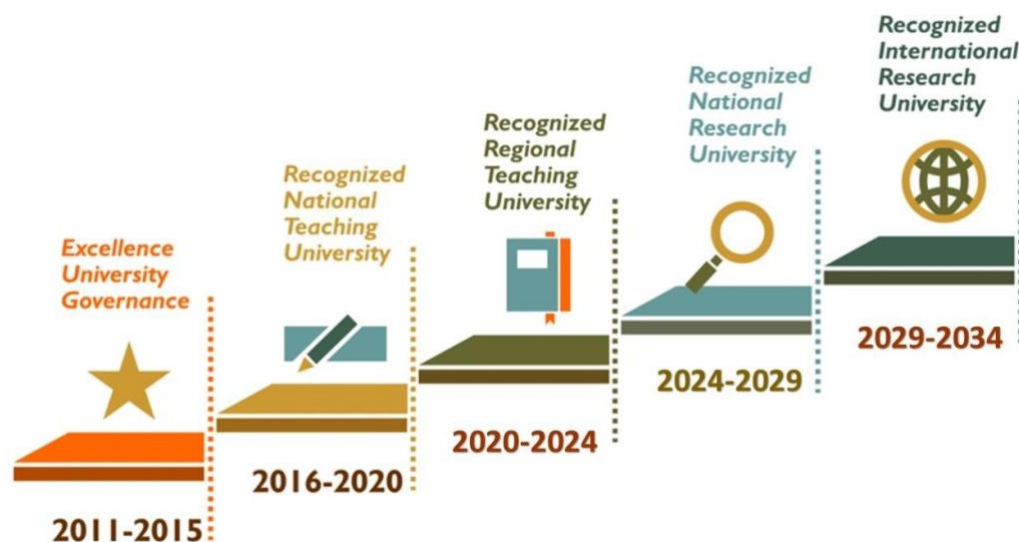 Excellence
University
Governance
2011-2015
Recognized
National
Teaching
University
2016-2020
Recognized
Regional
Teaching
University
2020-2024
Recognized
National
Research
University
2024-2029
Recognized
International
Research
University
2029-2034